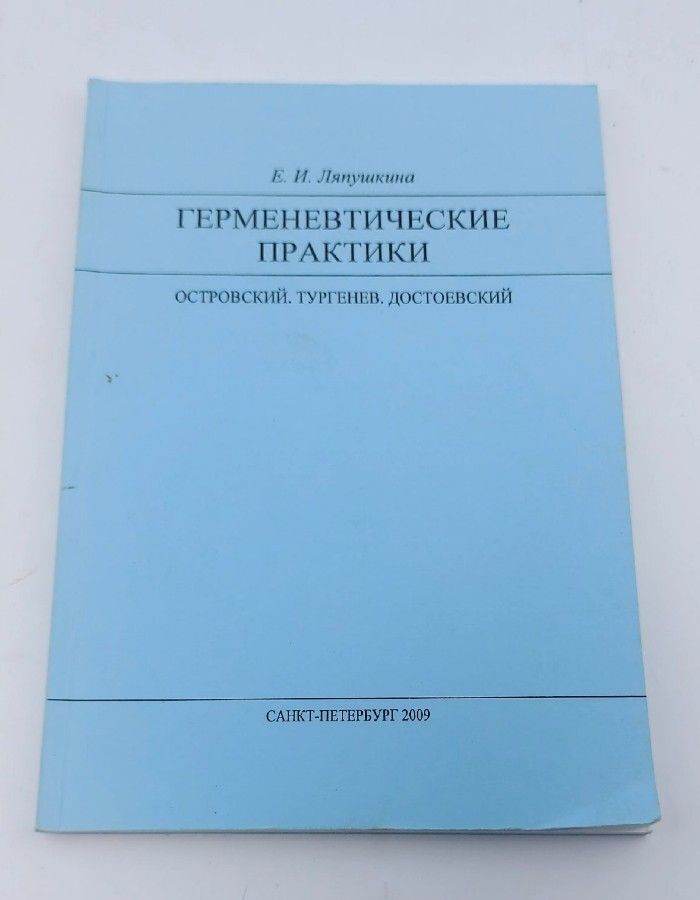 Е. И. Ляпушкина
ГЕРМЕНЕВТИЧЕСКИЕ
ПРАКТИКИ
ОСТРОВСКИЙ. ТУРГЕНЕВ. ДОСТОЕВСКИЙ
САНКТ-ПЕТЕРБУРГ 2009